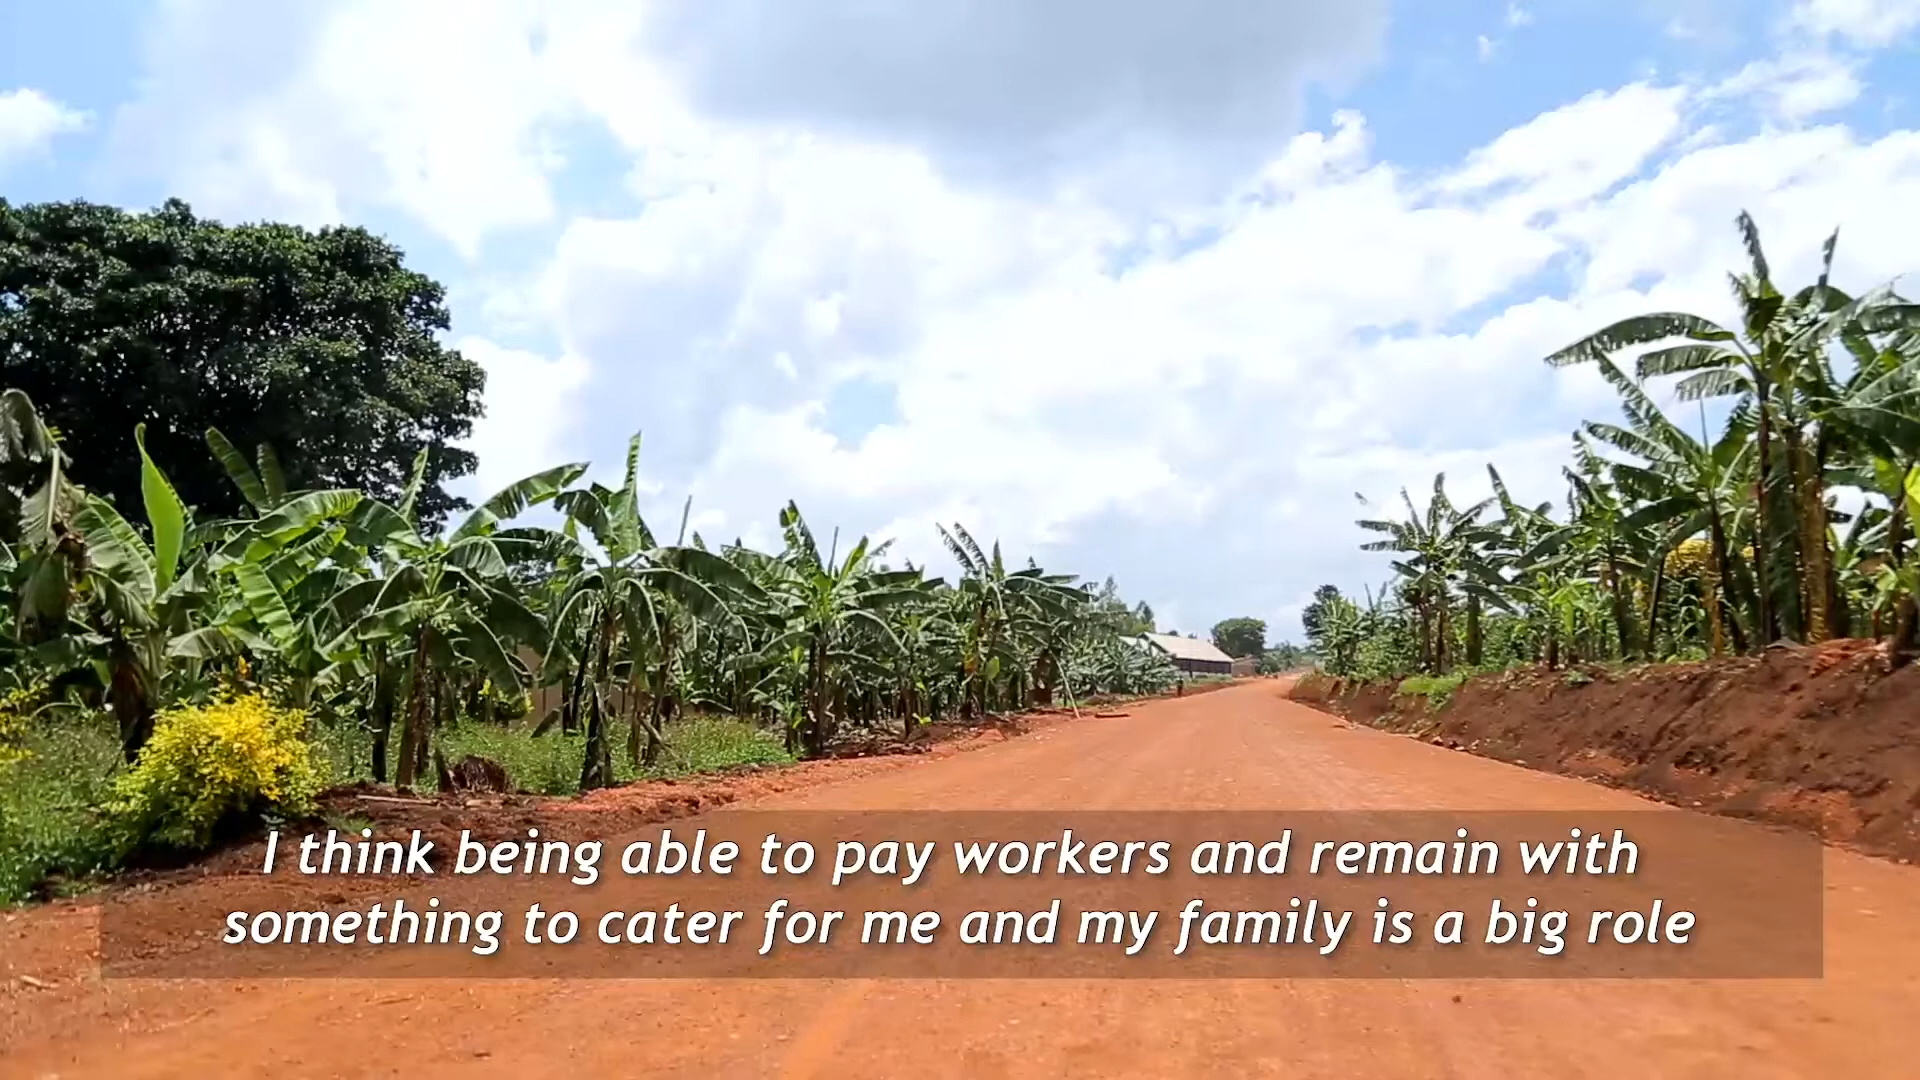 I think being able to pay workers and remain with
something to cater for me and my family is a big role